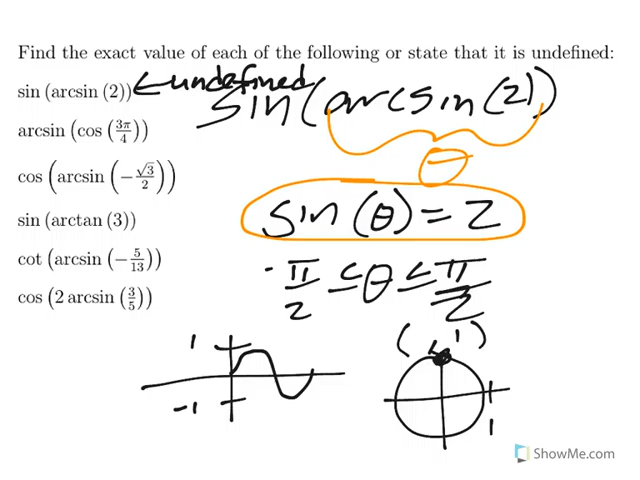 Find the exact value of each of the following or state that it is undefined:
sin (arcsin (2)) ← undefined
sin (arcsin (2))
arcsin (cos (3π/4))
θ
cos (arcsin (−√3/2))
sin (θ) = 2
sin (arctan (3))
cot (arcsin (−5/13))
-π/2 ≤ θ ≤ π/2
cos (2 arcsin (3/5))
1
-1
1
ShowMe.com